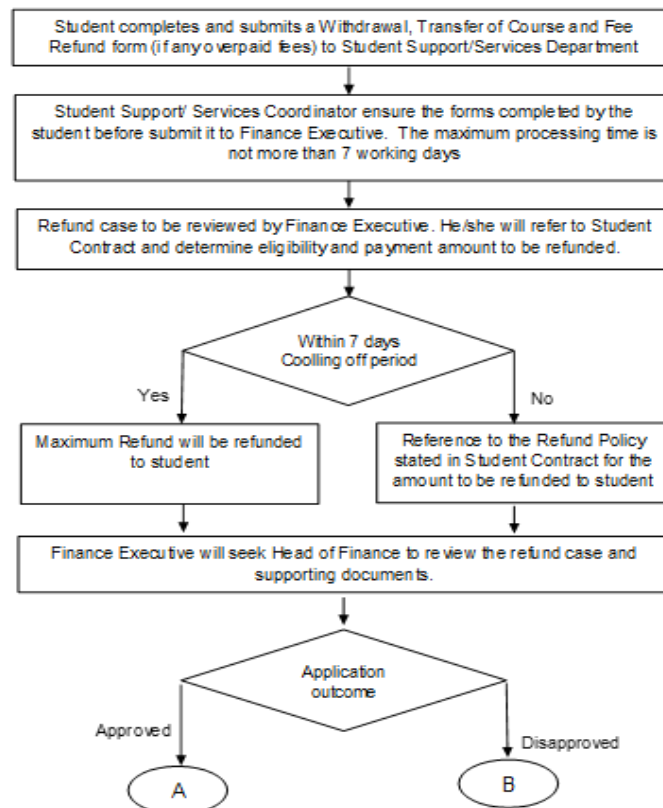 Student completes and submits a Withdrawal, Transfer of Course and Fee
Refund form (if any overpaid fees) to Student Support/Services Department
Student Support/ Services Coordinator ensure the forms completed by the
student before submit it to Finance Executive. The maximum processing time is
not more than 7 working days
Refund case to be reviewed by Finance Executive. He/she will refer to Student
Contract and determine eligibility and payment amount to be refunded.
Within 7 days
Coolling off period
Yes
No
Maximum Refund will be refunded
to student
Reference to the Refund Policy
stated in Student Contract for the
amount to be refunded to student
Finance Executive will seek Head of Finance to review the refund case and
supporting documents.
Application
outcome
Approved
Disapproved
A
B